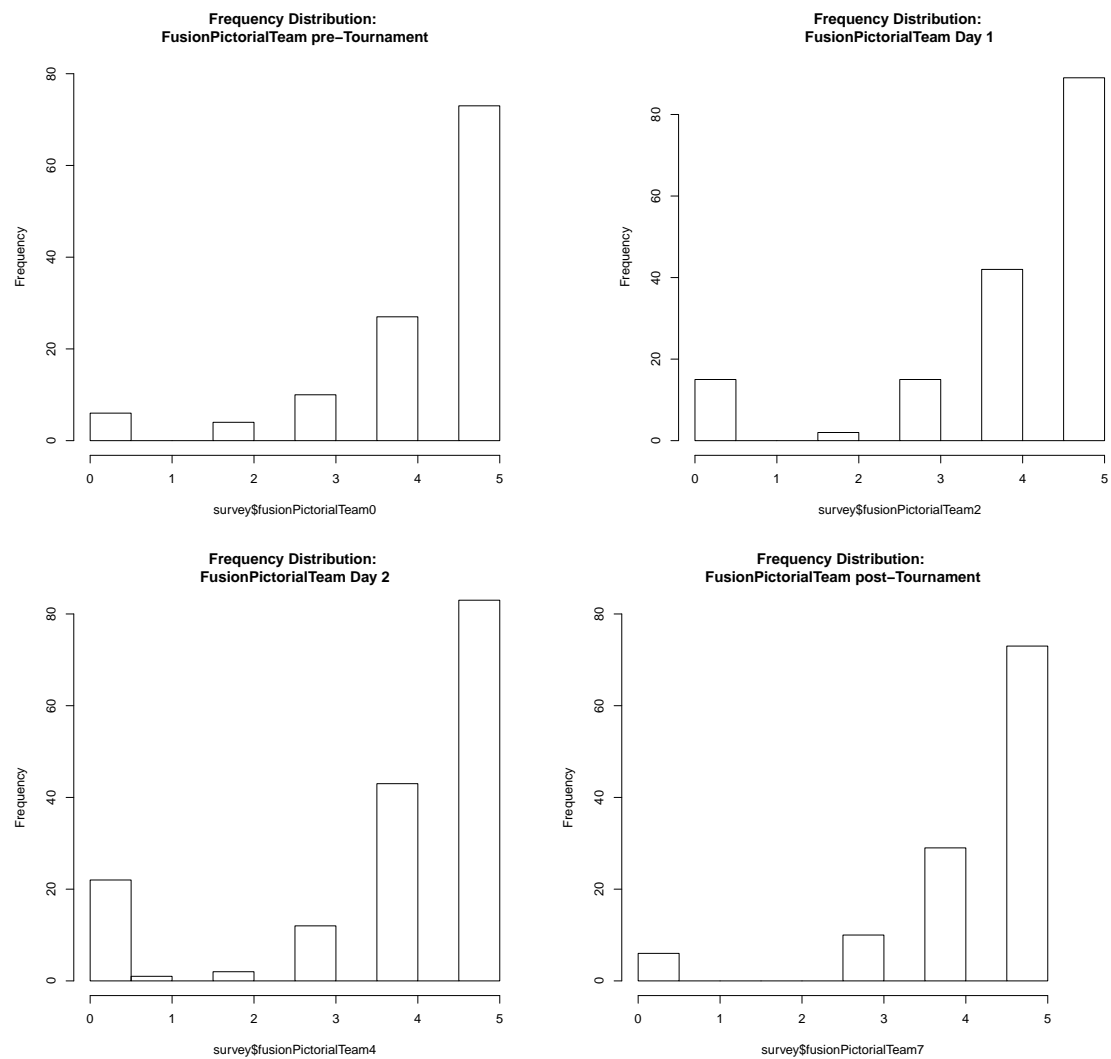 Frequency Distribution:
FusionPictorialTeam pre−Tournament
Frequency
0
20
40
60
80
0 1 2 3 4 5
survey$fusionPictorialTeam0
Frequency Distribution:
FusionPictorialTeam Day 1
Frequency
0
20
40
60
80
0 1 2 3 4 5
survey$fusionPictorialTeam2
Frequency Distribution:
FusionPictorialTeam Day 2
Frequency
0
20
40
60
80
0 1 2 3 4 5
survey$fusionPictorialTeam4
Frequency Distribution:
FusionPictorialTeam post−Tournament
Frequency
0
20
40
60
80
0 1 2 3 4 5
survey$fusionPictorialTeam7